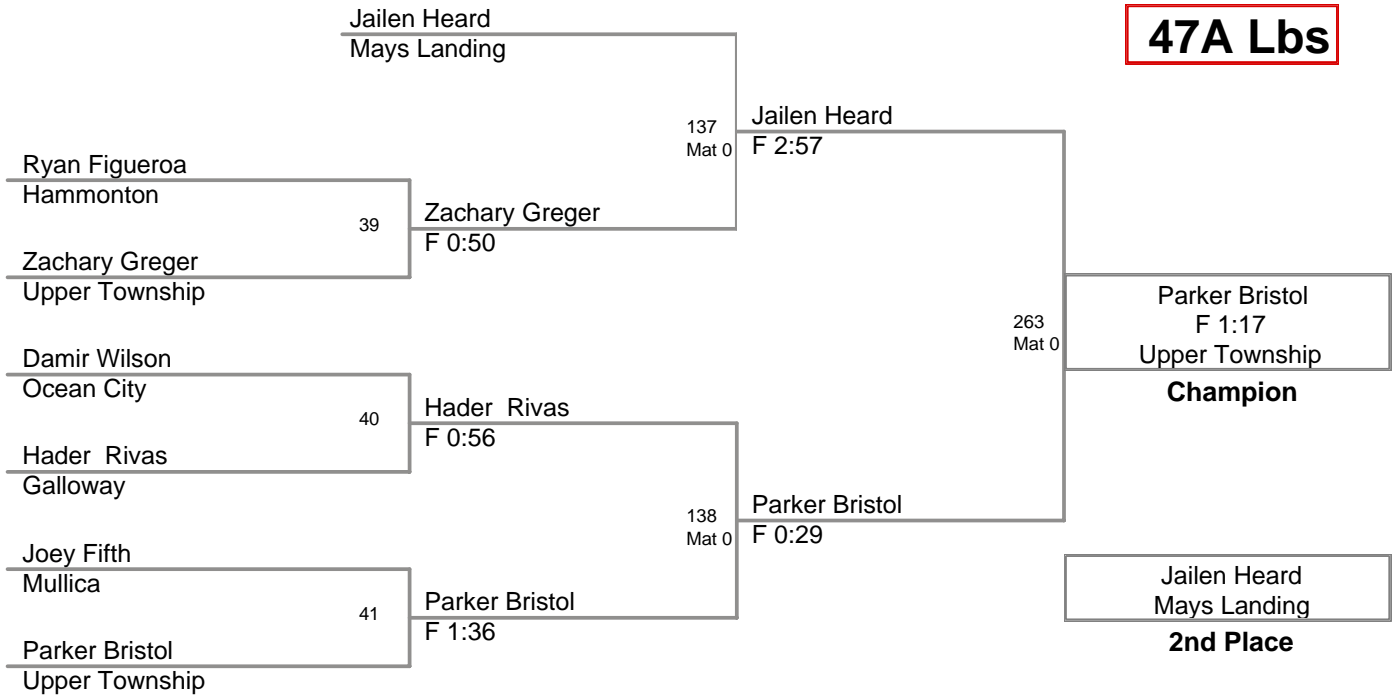 47A Lbs
Jailen Heard
Mays Landing
Ryan Figueroa
Hammonton
39
Zachary Greger
Upper Township
Zachary Greger
F 0:50
137
Mat 0
Jailen Heard
F 2:57
Damir Wilson
Ocean City
40
Hader  Rivas
Galloway
Hader  Rivas
F 0:56
Joey Fifth
Mullica
41
Parker Bristol
Upper Township
Parker Bristol
F 1:36
138
Mat 0
Parker Bristol
F 0:29
263
Mat 0
Parker Bristol
F 1:17
Upper Township
Champion
Jailen Heard
Mays Landing
2nd Place